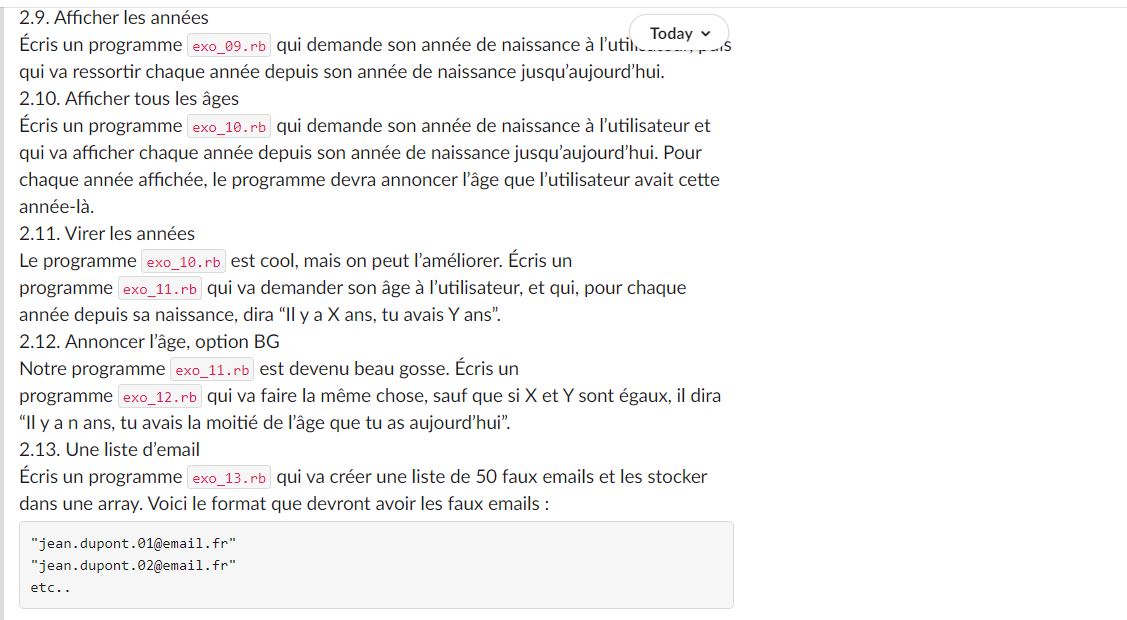 2.9. Afficher les années
Écris un programme exo_09.rb qui demande son année de naissance à l’utilisateur, puis
Today
qui va ressortir chaque année depuis son année de naissance jusqu’aujourd’hui.
2.10. Afficher tous les âges
Écris un programme exo_10.rb qui demande son année de naissance à l’utilisateur et
qui va afficher chaque année depuis son année de naissance jusqu’aujourd’hui. Pour
chaque année affichée, le programme devra annoncer l’âge que l’utilisateur avait cette
année-là.
2.11. Virer les années
Le programme exo_10.rb est cool, mais on peut l’améliorer. Écris un
programme exo_11.rb qui va demander son âge à l’utilisateur, et qui, pour chaque
année depuis sa naissance, dira “Il y a X ans, tu avais Y ans”.
2.12. Annoncer l’âge, option BG
Notre programme exo_11.rb est devenu beau gosse. Écris un
programme exo_12.rb qui va faire la même chose, sauf que si X et Y sont égaux, il dira
“Il y a n ans, tu avais la moitié de l’âge que tu as aujourd’hui”.
2.13. Une liste d’email
Écris un programme exo_13.rb qui va créer une liste de 50 faux emails et les stocker
dans une array. Voici le format que devront avoir les faux emails :
"jean.dupont.01@email.fr"
"jean.dupont.02@email.fr"
etc..